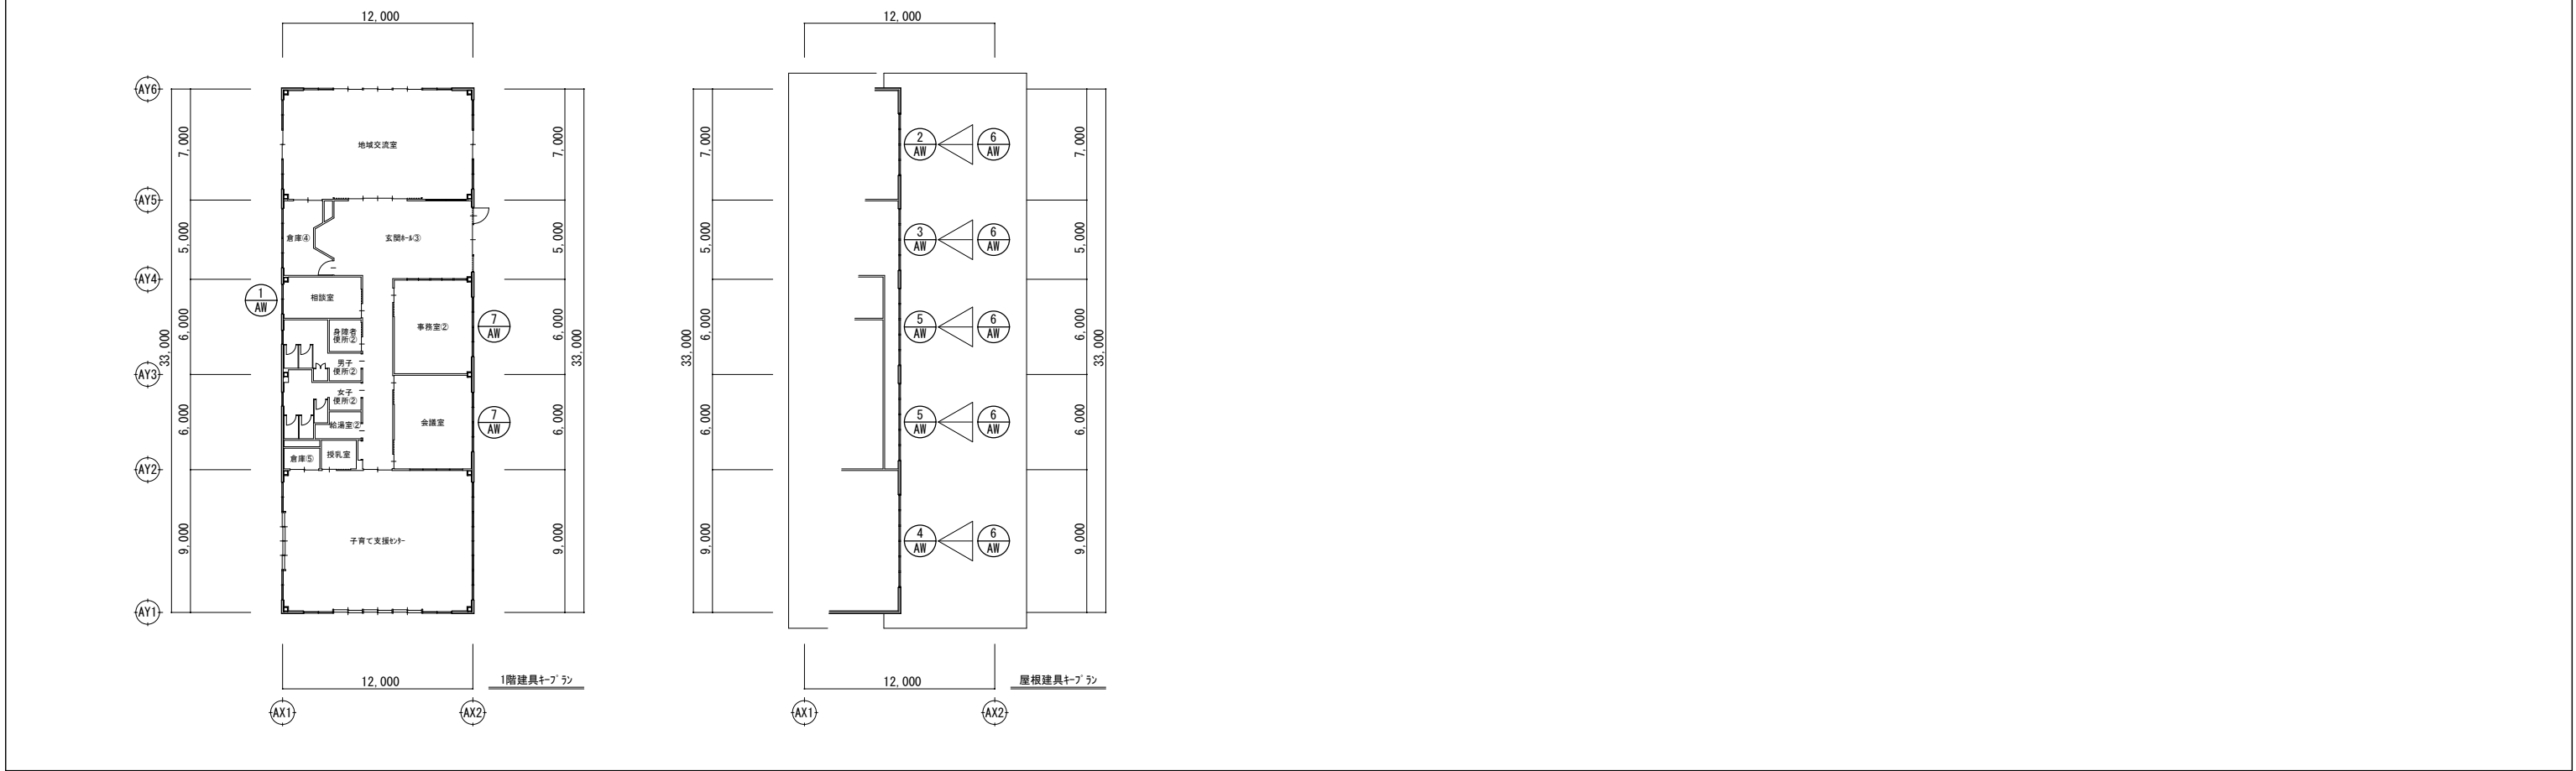 12,000
AY6
AY5
AY4
AY3
AY2
AY1
7,000
5,000
6,000
6,000
9,000
33,000
地域交流室
倉庫④
玄関ホール③
相談室
1
AW
身障者
便所②
事務室②
7
AW
男子
便所②
女子
便所②
給湯室②
会議室
7
AW
倉庫⑤
授乳室
子育て支援センター
7,000
5,000
6,000
6,000
9,000
33,000
12,000
1階建具キープラン
AX1
AX2
12,000
7,000
5,000
6,000
6,000
9,000
33,000
2
AW
6
AW
3
AW
6
AW
5
AW
6
AW
5
AW
6
AW
4
AW
6
AW
7,000
5,000
6,000
6,000
9,000
33,000
12,000
屋根建具キープラン
AX1
AX2